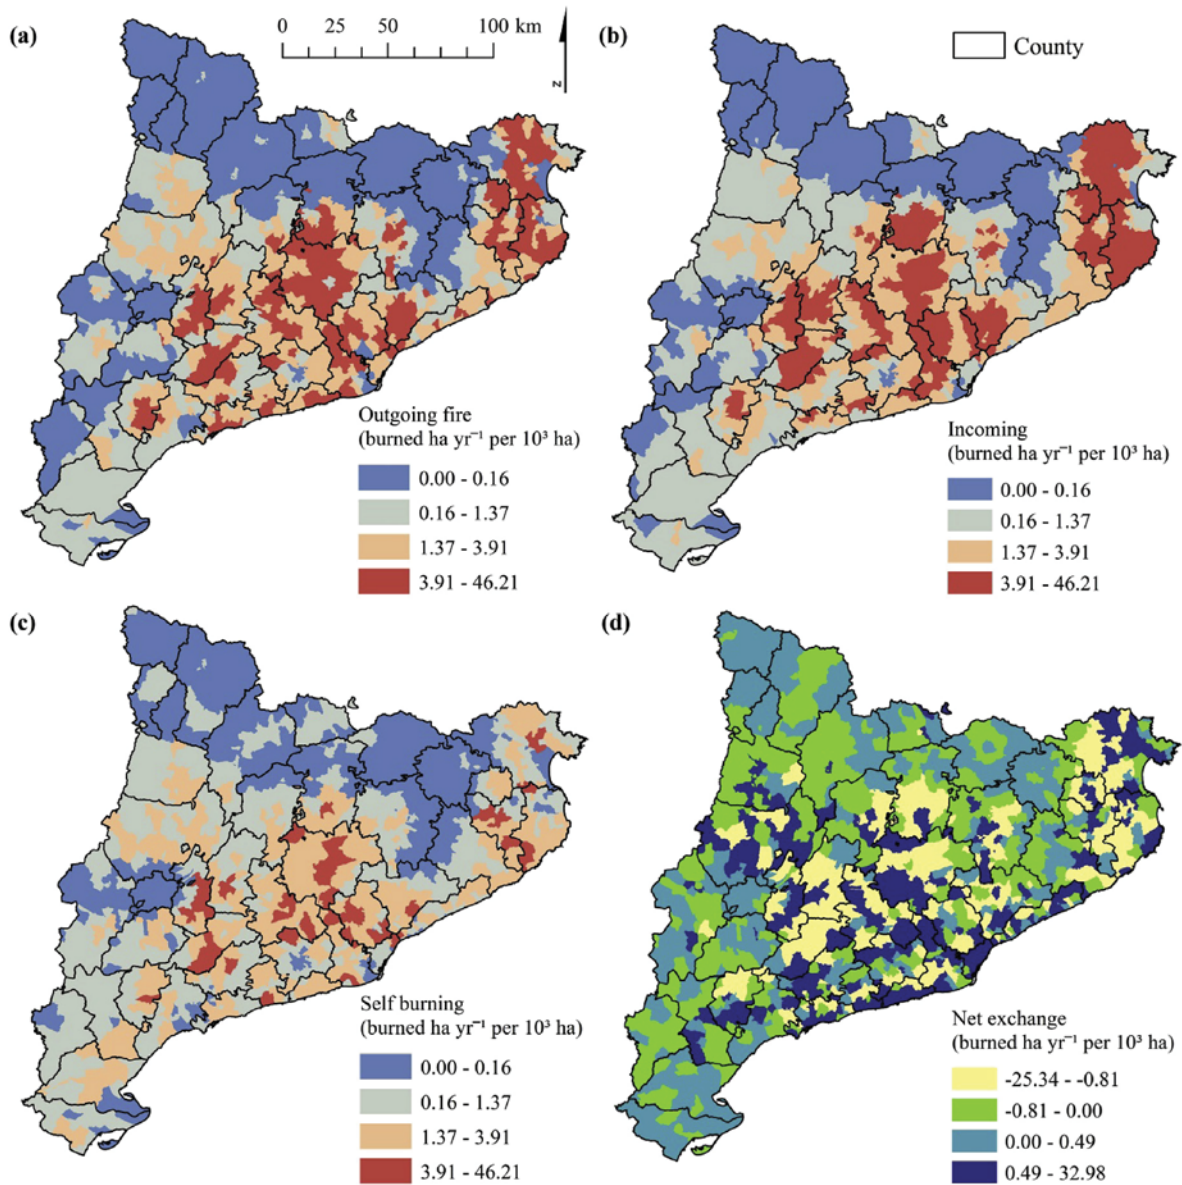 (a)
0 25 50 100 km
z
(b)
County
Outgoing fire
(burned ha yr⁻¹ per 10³ ha)
0.00 - 0.16
0.16 - 1.37
1.37 - 3.91
3.91 - 46.21
Incoming
(burned ha yr⁻¹ per 10³ ha)
0.00 - 0.16
0.16 - 1.37
1.37 - 3.91
3.91 - 46.21
(c)
(d)
Self burning
(burned ha yr⁻¹ per 10³ ha)
0.00 - 0.16
0.16 - 1.37
1.37 - 3.91
3.91 - 46.21
Net exchange
(burned ha yr⁻¹ per 10³ ha)
-25.34 - -0.81
-0.81 - 0.00
0.00 - 0.49
0.49 - 32.98